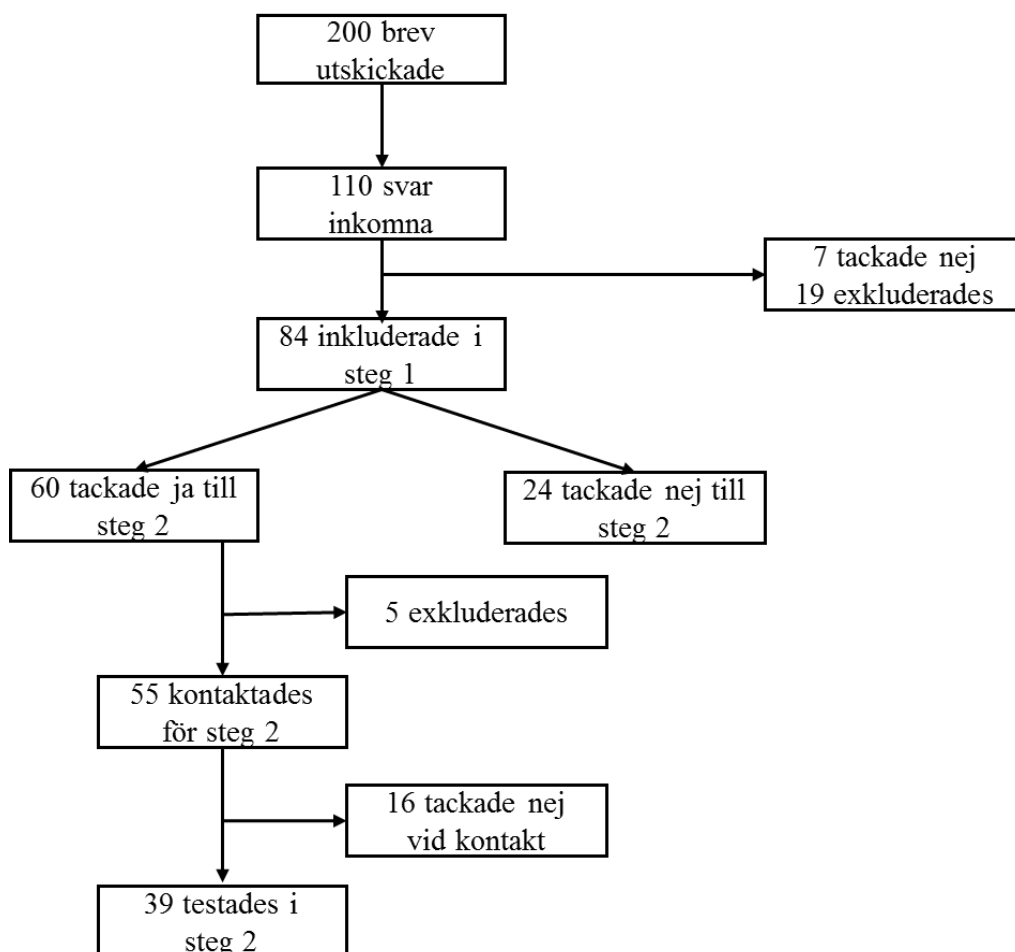 200 brev
utskickade
110 svar
inkomna
7 tackade nej
19 exkluderades
84 inkluderade i
steg 1
60 tackade ja till
steg 2
24 tackade nej till
steg 2
5 exkluderades
55 kontaktades
för steg 2
16 tackade nej
vid kontakt
39 testades i
steg 2